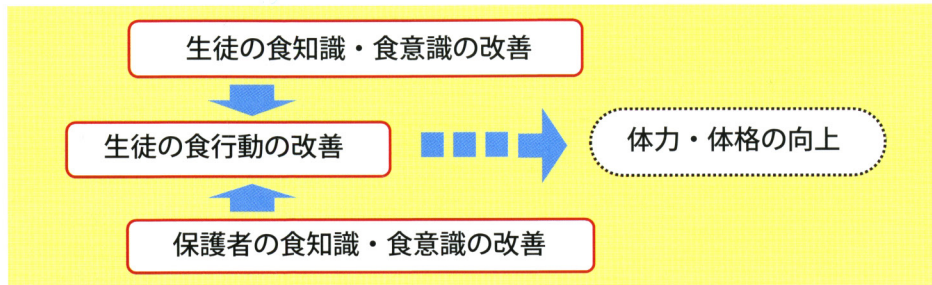 生徒の食知識・食意識の改善
生徒の食行動の改善
体力・体格の向上
保護者の食知識・食意識の改善